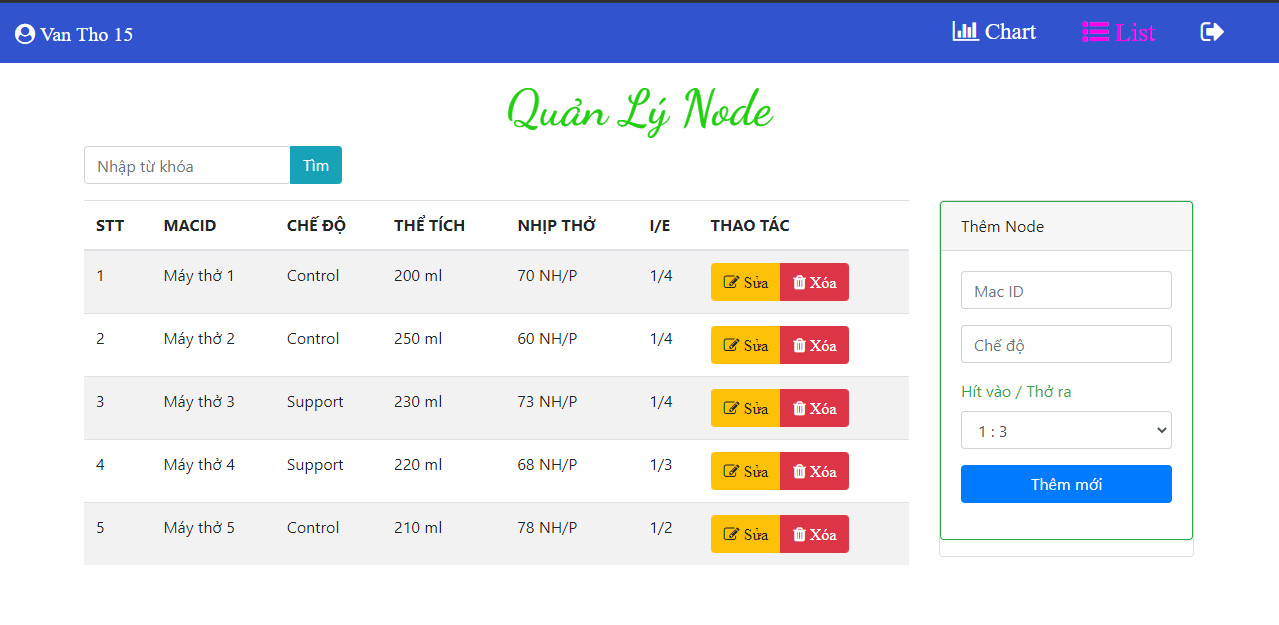 Van Tho 15 Chart List
Quản Lý Node
Nhập từ khóa Tìm
STT MACID CHẾ ĐỘ THỂ TÍCH NHỊP THỞ I/E THAO TÁC
1 Máy thở 1 Control 200 ml 70 NH/P 1/4 Sửa Xóa
2 Máy thở 2 Control 250 ml 60 NH/P 1/4 Sửa Xóa
3 Máy thở 3 Support 230 ml 73 NH/P 1/4 Sửa Xóa
4 Máy thở 4 Support 220 ml 68 NH/P 1/3 Sửa Xóa
5 Máy thở 5 Control 210 ml 78 NH/P 1/2 Sửa Xóa
Thêm Node
Mac ID
Chế độ
Hít vào / Thở ra
1 : 3
Thêm mới